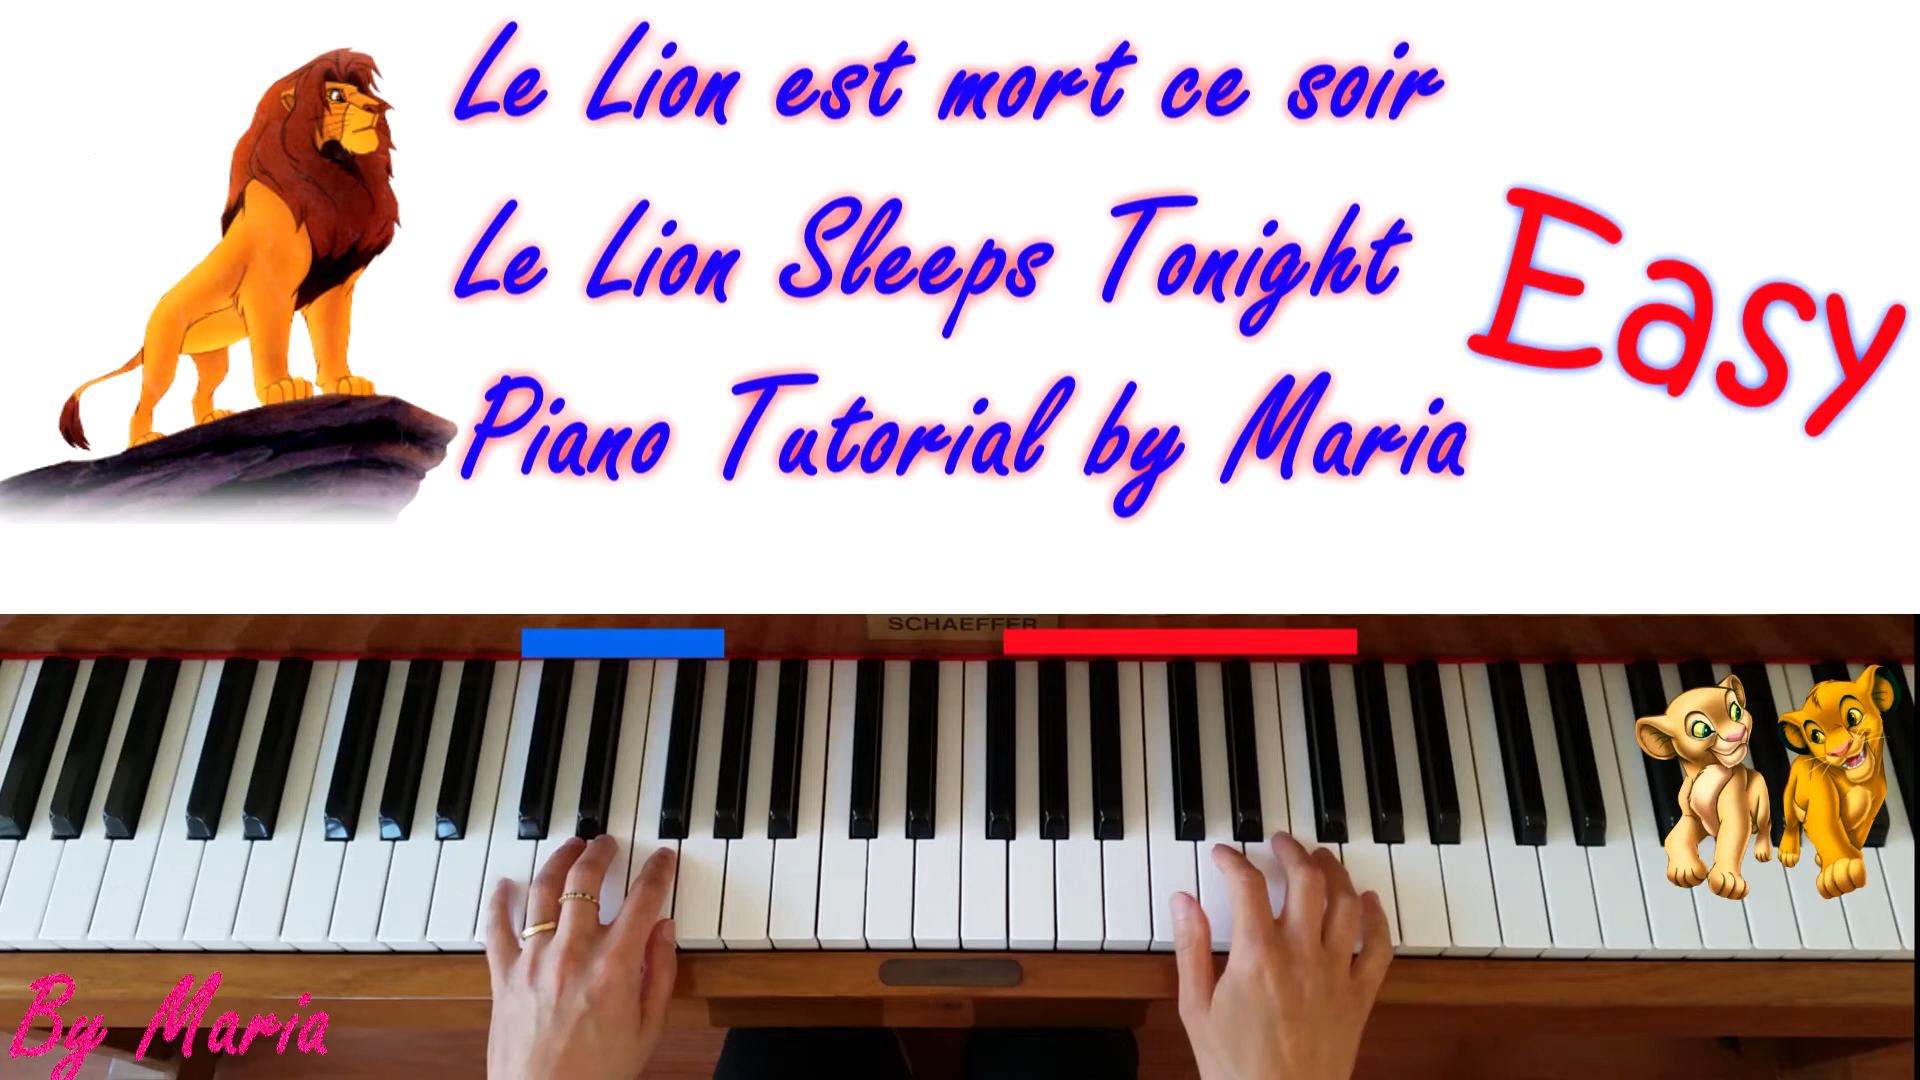 Le Lion est mort ce soir
Le Lion Sleeps Tonight
Easy
Piano Tutorial by Maria
SCHAEFFER
By Maria